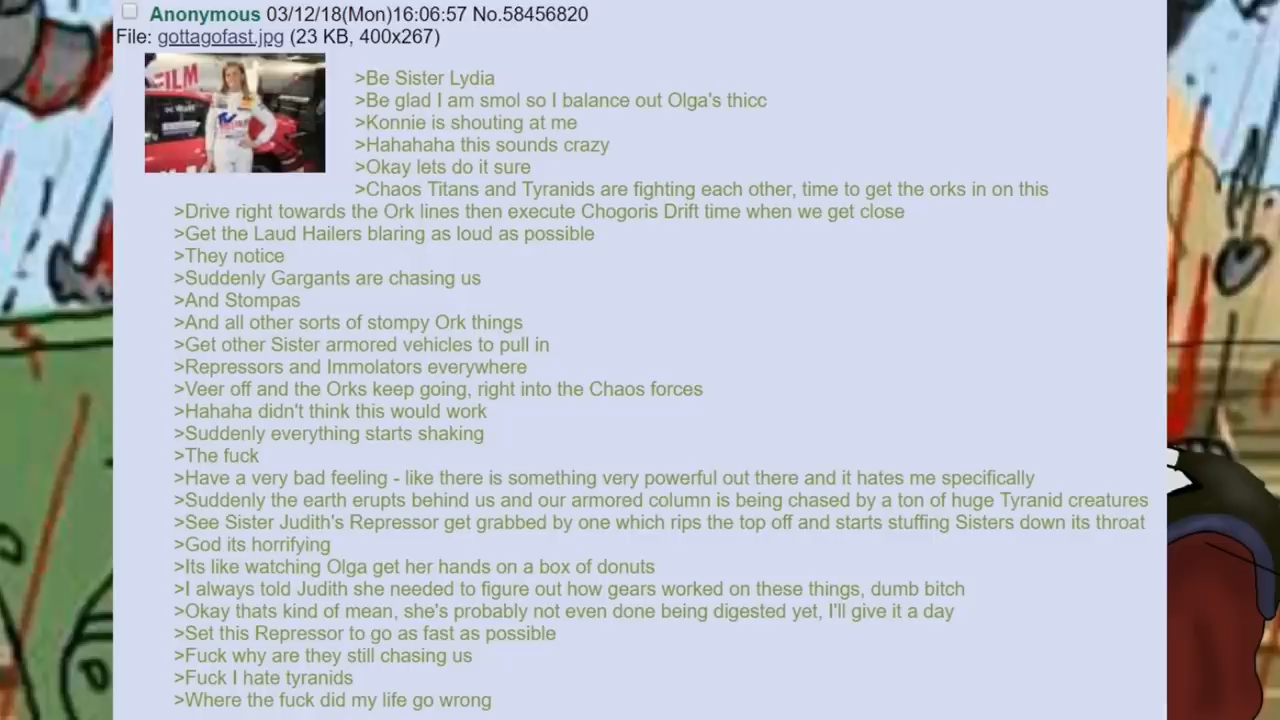 Anonymous 03/12/18(Mon)16:06:57 No.58456820
File: gottagofast.jpg (23 KB, 400x267)
FILM
>Be Sister Lydia
>Be glad I am smol so I balance out Olga's thicc
>Konnie is shouting at me
>Hahahaha this sounds crazy
>Okay lets do it sure
>Chaos Titans and Tyranids are fighting each other, time to get the orks in on this
>Drive right towards the Ork lines then execute Chogoris Drift time when we get close
>Get the Laud Hailers blaring as loud as possible
>They notice
>Suddenly Gargants are chasing us
>And Stompas
>And all other sorts of stompy Ork things
>Get other Sister armored vehicles to pull in
>Repressors and Immolators everywhere
>Veer off and the Orks keep going, right into the Chaos forces
>Hahaha didn't think this would work
>Suddenly everything starts shaking
>The fuck
>Have a very bad feeling - like there is something very powerful out there and it hates me specifically
>Suddenly the earth erupts behind us and our armored column is being chased by a ton of huge Tyranid creatures
>See Sister Judith's Repressor get grabbed by one which rips the top off and starts stuffing Sisters down its throat
>God its horrifying
>Its like watching Olga get her hands on a box of donuts
>I always told Judith she needed to figure out how gears worked on these things, dumb bitch
>Okay thats kind of mean, she's probably not even done being digested yet, I'll give it a day
>Set this Repressor to go as fast as possible
>Fuck why are they still chasing us
>Fuck I hate tyranids
>Where the fuck did my life go wrong